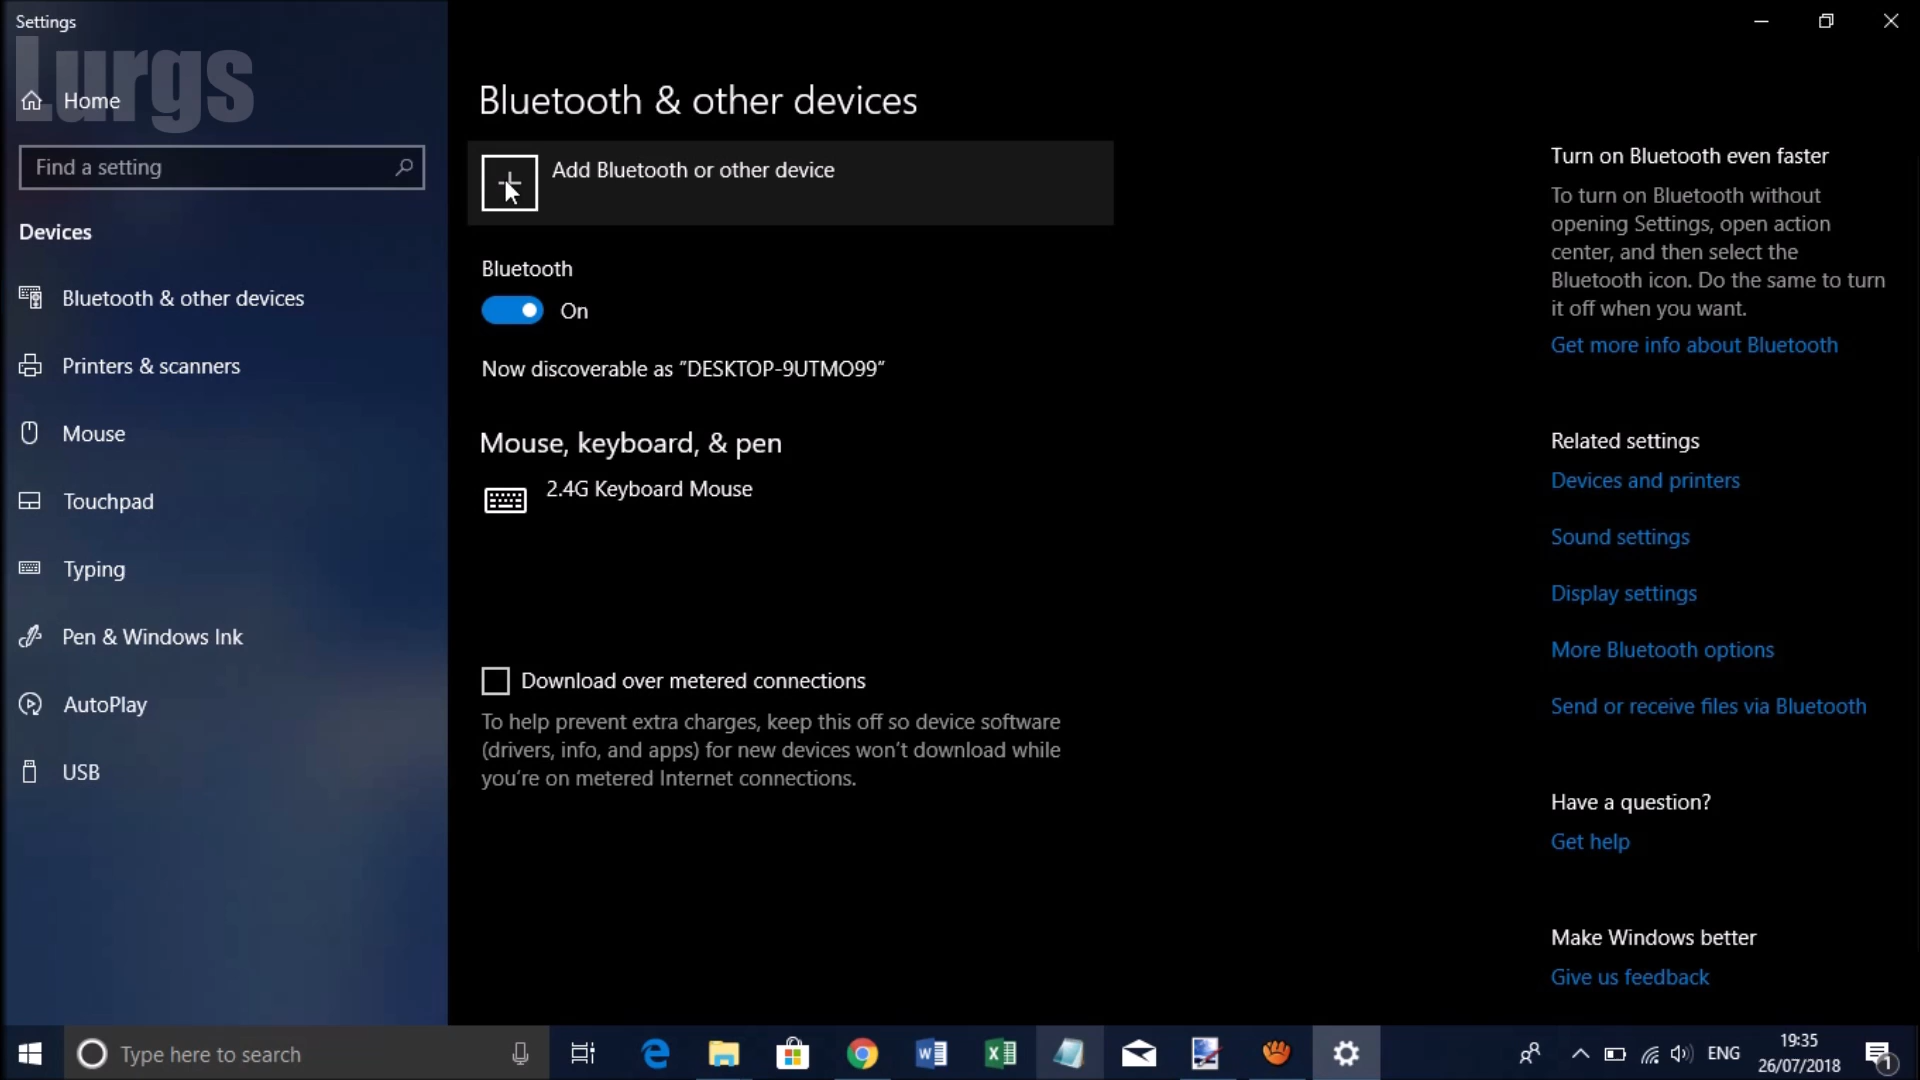 Settings
Lurgs
Home
Find a setting
Devices
Bluetooth & other devices
Printers & scanners
Mouse
Touchpad
Typing
Pen & Windows Ink
AutoPlay
USB
Bluetooth & other devices
Add Bluetooth or other device
Bluetooth
On
Now discoverable as "DESKTOP-9UTMO99"
Mouse, keyboard, & pen
2.4G Keyboard Mouse
Download over metered connections
To help prevent extra charges, keep this off so device software
(drivers, info, and apps) for new devices won't download while
you're on metered Internet connections.
Turn on Bluetooth even faster
To turn on Bluetooth without
opening Settings, open action
center, and then select the
Bluetooth icon. Do the same to turn
it off when you want.
Get more info about Bluetooth
Related settings
Devices and printers
Sound settings
Display settings
More Bluetooth options
Send or receive files via Bluetooth
Have a question?
Get help
Make Windows better
Give us feedback
Type here to search
ENG
19:35
26/07/2018
1